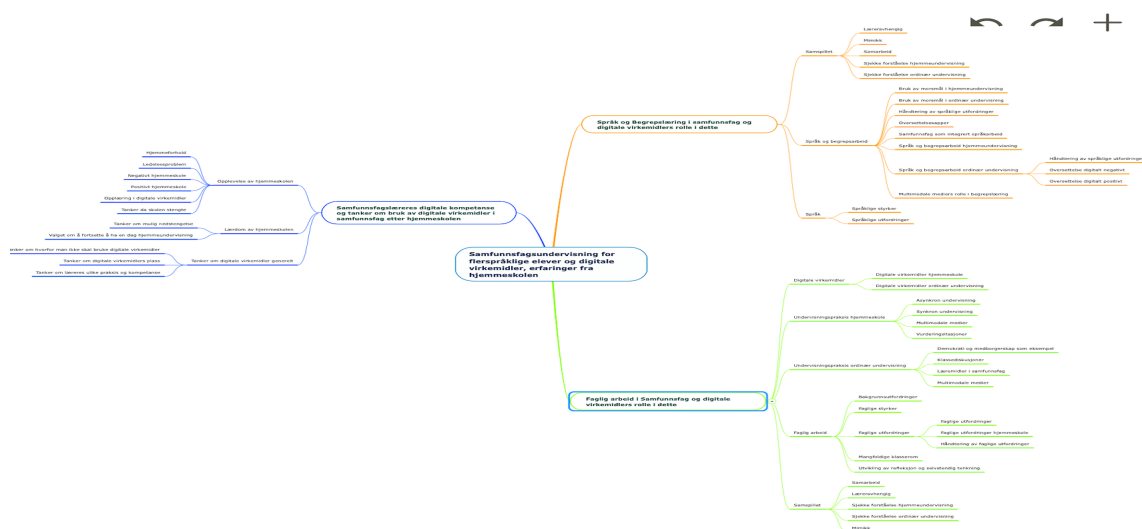 Samfunnsfagsundervisning for
flerspråklige elever og digitale
virkemidler, erfaringer fra
hjemmeskolen
Språk og Begrepslæring i samfunnsfag og
digitale virkemidlers rolle i dette
Samspillet
Læreravhengig
Mimikk
Samarbeid
Sjekke forståelse hjemmeundervisning
Sjekke forståelse ordinær undervisning
Språk og begrepsarbeid
Bruk av morsmål i hjemmeundervisning
Bruk av morsmål i ordinær undervisning
Håndtering av språklige utfordringer
Oversettelsesapper
Samfunnsfag som integrert språkarbeid
Språk og begrepsarbeid hjemmeundervisning
Språk og begrepsarbeid ordinær undervisning
Håndtering av språklige utfordringe
Oversettelse digitalt negativt
Oversettelse digitalt positivt
Multimodale mediers rolle i begrepslæring
Språk
Språklige styrker
Språklige utfordringer
Samfunnsfagslæreres digitale kompetanse
og tanker om bruk av digitale virkemidler i
samfunnsfag etter hjemmeskolen
Opplevelse av hjemmeskolen
Hjemmeforhold
Ledelsesproblem
Negativt hjemmeskole
Positivt hjemmeskole
Opplæring i digitale virkemidler
Tanker da skolen stengte
Lærdom av hjemmeskolen
Tanker om mulig nedstengelse
Valget om å fortsette å ha en dag hjemmeundervisning
Tanker om digitale virkemidler generelt
anker om hvorfor man ikke skal bruke digitale virkemidler
Tanker om digitale virkemidlers plass
Tanker om læreres ulike praksis og kompetanse
Faglig arbeid i Samfunnsfag og digitale
virkemidlers rolle i dette
Digitale virkemidler
Digitale virkemidler hjemmeskole
Digitale virkemidler ordinær undervisning
Undervisningspraksis hjemmeskole
Asynkron undervisning
Synkron undervisning
Multimodale medier
Vurderingssituasjoner
Undervisningspraksis ordinær undervisning
Demokrati og medborgerskap som eksempel
Klassediskusjoner
Læremidler i samfunnsfag
Multimodale medier
Faglig arbeid
Bakgrunnsutfordringer
Faglige styrker
Faglige utfordringer
Faglige utfordringer
Faglige utfordringer hjemmeskole
Håndtering av faglige utfordringer
Mangfoldige klasserom
Utvikling av refleksjon og selvstendig tenkning
Samspillet
Samarbeid
Læreravhengig
Sjekke forståelse hjemmeundervisning
Sjekke forståelse ordinær undervisning
Mimikk